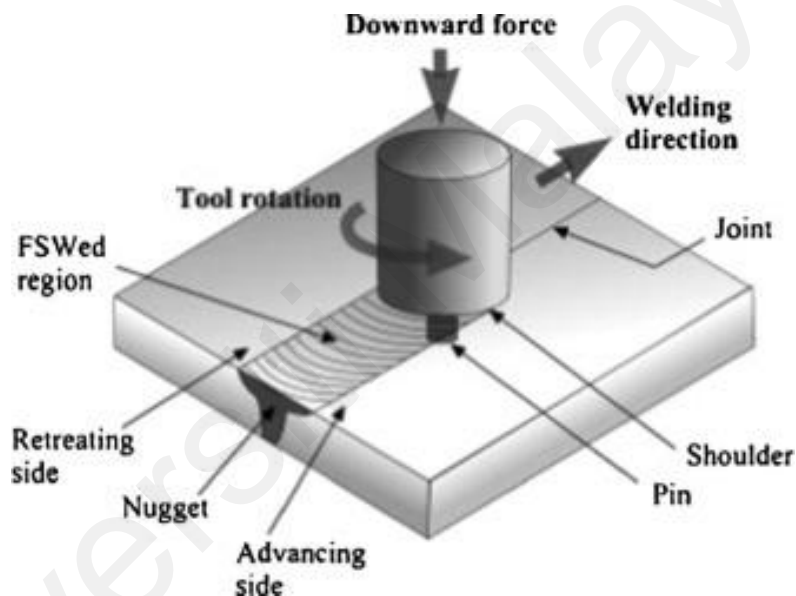 Downward force
Welding
direction
Tool rotation
FSWed
region
Joint
Retreating
side
Nugget
Advancing
side
Pin
Shoulder